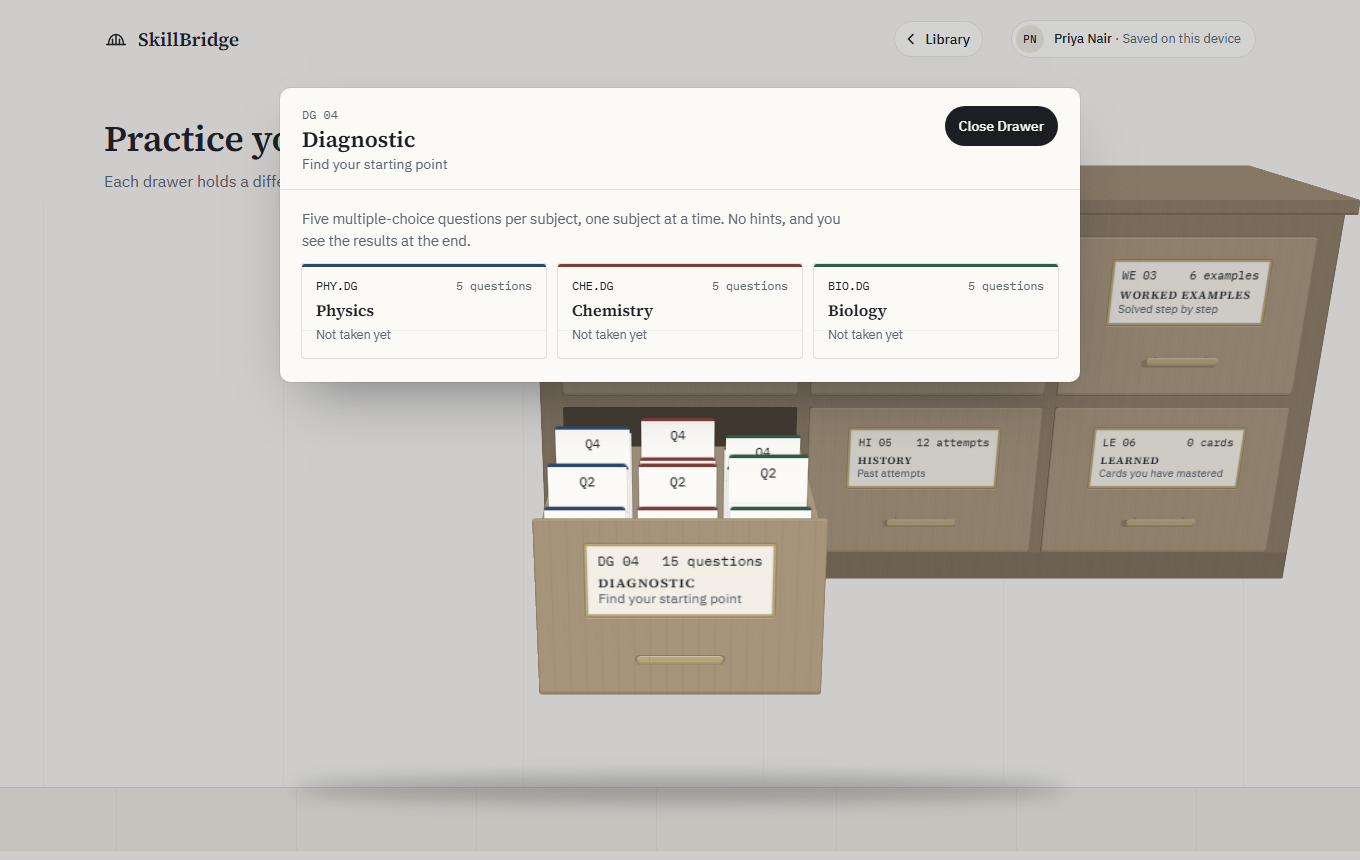 SkillBridge
Library
PN Priya Nair · Saved on this device
Practice yo
Each drawer holds a diffe
DG 04
Diagnostic
Find your starting point
Close Drawer
Five multiple-choice questions per subject, one subject at a time. No hints, and you
see the results at the end.
PHY.DG 5 questions
Physics
Not taken yet
CHE.DG 5 questions
Chemistry
Not taken yet
BIO.DG 5 questions
Biology
Not taken yet
WE 03 6 examples
WORKED EXAMPLES
Solved step by step
Q4
Q4
Q4
Q2
Q2
Q2
DG 04 15 questions
DIAGNOSTIC
Find your starting point
HI 05 12 attempts
HISTORY
Past attempts
LE 06 0 cards
LEARNED
Cards you have mastered